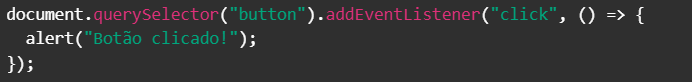 document.querySelector("button").addEventListener("click", () => {
  alert("Botão clicado!");
});